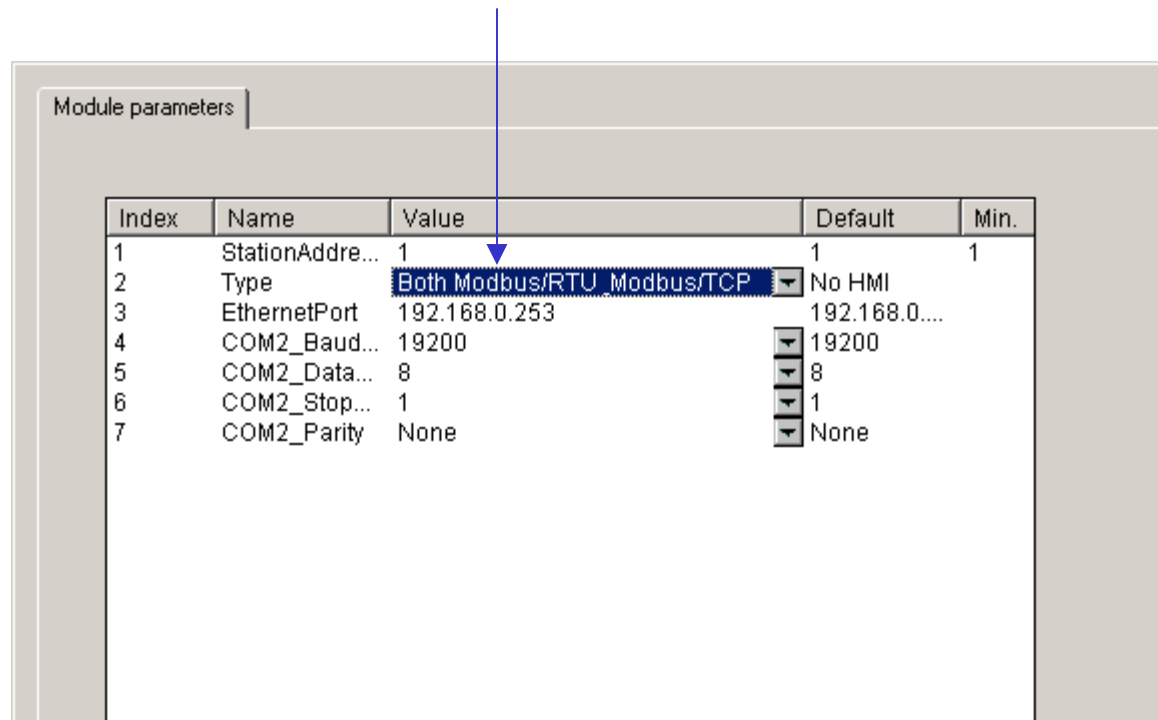 Module parameters
Index Name Value Default Min.
1 StationAddre... 1 1 1
2 Type Both Modbus/RTU_Modbus/TCP No HMI
3 EthernetPort 192.168.0.253 192.168.0....
4 COM2_Baud... 19200 19200
5 COM2_Data... 8 8
6 COM2_Stop... 1 1
7 COM2_Parity None None